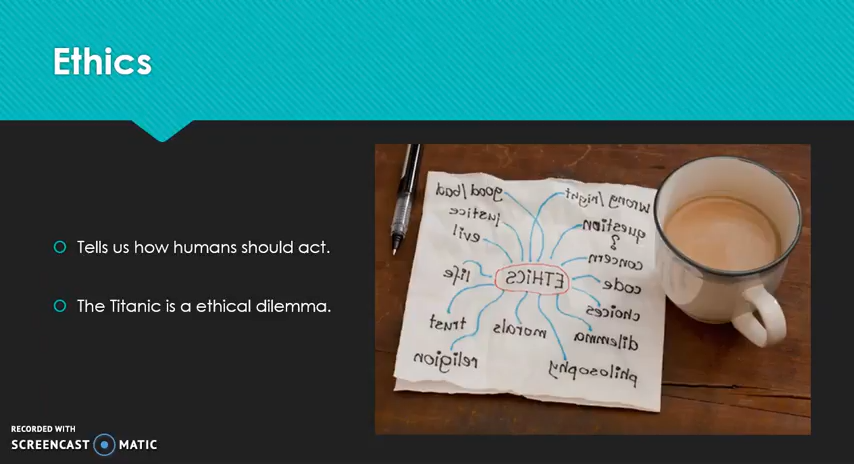 Ethics
Tells us how humans should act.
The Titanic is a ethical dilemma.
good/bad
wrong/right
justice
question
?
evil
concern
ETHICS
life
code
choices
trust
morals
dilemma
religion
philosophy
RECORDED WITH
SCREENCAST MATIC